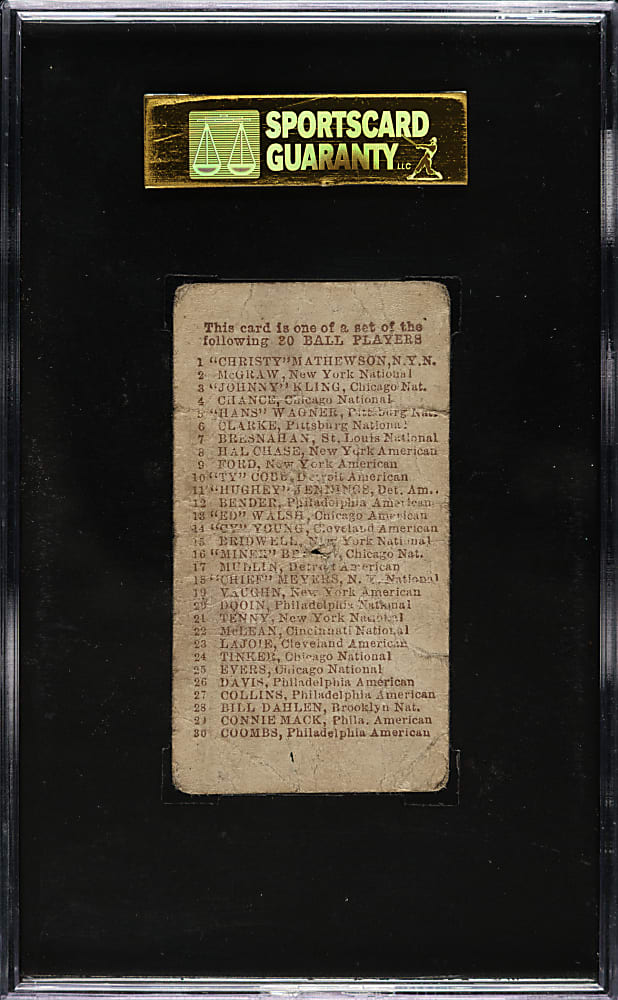 SPORTSCARD
GUARANTY LLC
This card is one of a set of the
following 30 BALL PLAYERS
1 "CHRISTY" MATHEWSON, N.Y.N.
2 McGRAW, New York National
3 "JOHNNY" KLING, Chicago Nat.
4 CHANCE, Chicago National
5 "HANS" WAGNER, Pittsburg Nat.
6 CLARKE, Pittsburg National
7 BRESNAHAN, St. Louis National
8 HAL CHASE, New York American
9 FORD, New York American
10 "TY" COBB, Detroit American
11 "HUGHEY" JENNINGS, Det. Am..
12 BENDER, Philadelphia American
13 "ED" WALSH, Chicago American
14 "CY" YOUNG, Cleveland American
15 BRIDWELL, New York National
16 "MINER" Chicago Nat.
17 MULLIN, Detroit American
18 "CHIEF" MEYERS, N. Y. National
19 VAUGHN, New York American
20 DOOIN, Philadelphia National
21 TENNY, New York National
22 McLEAN, Cincinnati National
23 LAJOIE, Cleveland American
24 TINKER, Chicago National
25 EVERS, Chicago National
26 DAVIS, Philadelphia American
27 COLLINS, Philadelphia American
28 BILL DAHLEN, Brooklyn Nat.
29 CONNIE MACK, Phila. American
30 COOMBS, Philadelphia American